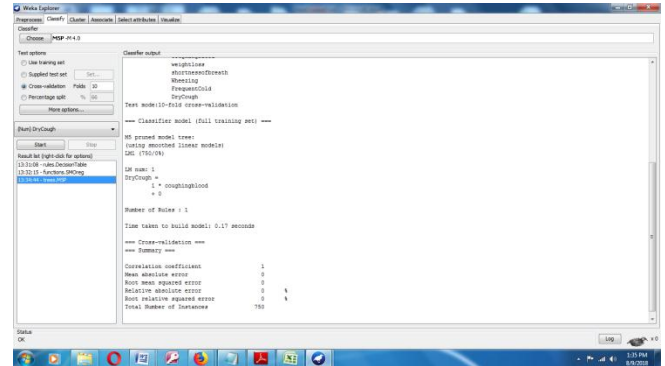 Weka Explorer
Preprocess Classify Cluster Associate Select attributes Visualize
Classifier
Choose M5P -M 4.0
Test options
Use training set
Supplied test set Set...
Cross-validation Folds 10
Percentage split % 66
More options...
(Num) DryCough
Start Stop
Result list (right-click for options)
13:31:08 - rules.DecisionTable
13:32:15 - functions.SMOreg
13:34:44 - trees.M5P
Classifier output
weightloss
shortnessofbreath
Wheezing
FrequentCold
DryCough
Test mode:10-fold cross-validation
=== Classifier model (full training set) ===
M5 pruned model tree:
(using smoothed linear models)
LM1 (750/0%)
LM num: 1
DryCough =
1 * coughingblood
+ 0
Number of Rules : 1
Time taken to build model: 0.17 seconds
=== Cross-validation ===
=== Summary ===
Correlation coefficient 1
Mean absolute error 0
Root mean squared error 0
Relative absolute error 0 %
Root relative squared error 0 %
Total Number of Instances 750
Status
OK
Log x 0
1:35 PM
8/9/2018